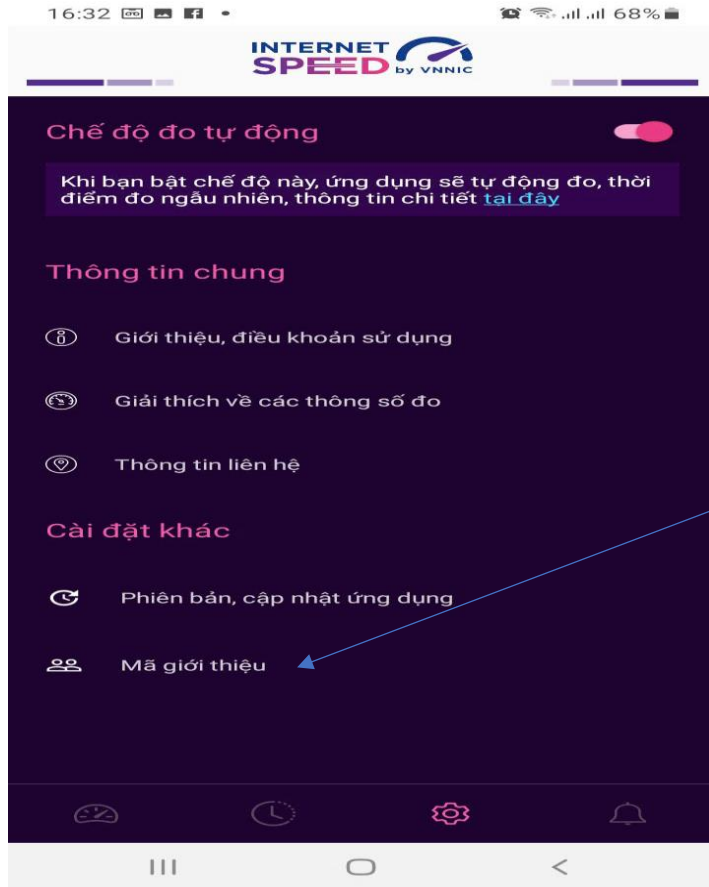 16:32
68%
INTERNET
SPEED by VNNIC
Chế độ đo tự động
Khi bạn bật chế độ này, ứng dụng sẽ tự động đo, thời
điểm đo ngẫu nhiên, thông tin chi tiết tại đây
Thông tin chung
Giới thiệu, điều khoản sử dụng
Giải thích về các thông số đo
Thông tin liên hệ
Cài đặt khác
Phiên bản, cập nhật ứng dụng
Mã giới thiệu